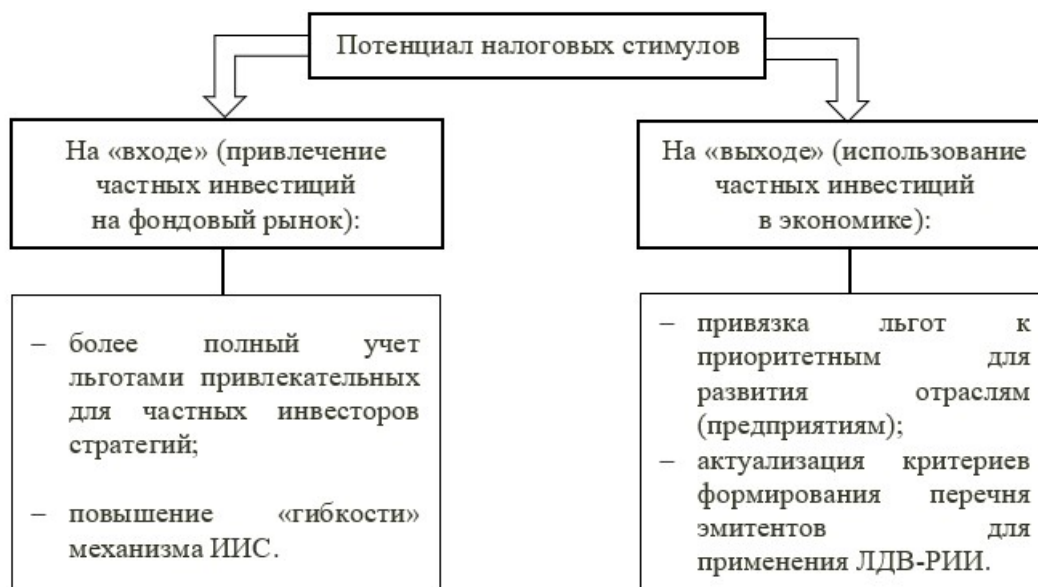 Потенциал налоговых стимулов
На «входе» (привлечение
частных инвестиций
на фондовый рынок):
– более полный учет
льготами привлекательных
для частных инвесторов
стратегий;
– повышение «гибкости»
механизма ИИС.
На «выходе» (использование
частных инвестиций
в экономике):
– привязка льгот к
приоритетным для
развития отраслям
(предприятиям);
– актуализация критериев
формирования перечня
эмитентов для
применения ЛДВ-РИИ.